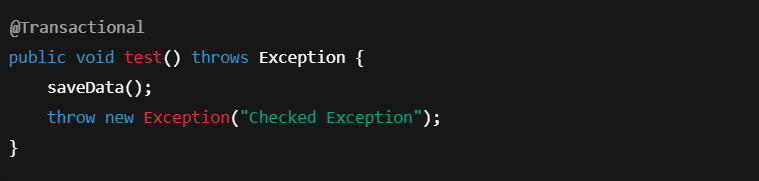 @Transactional
public void test() throws Exception {
    saveData();
    throw new Exception("Checked Exception");
}